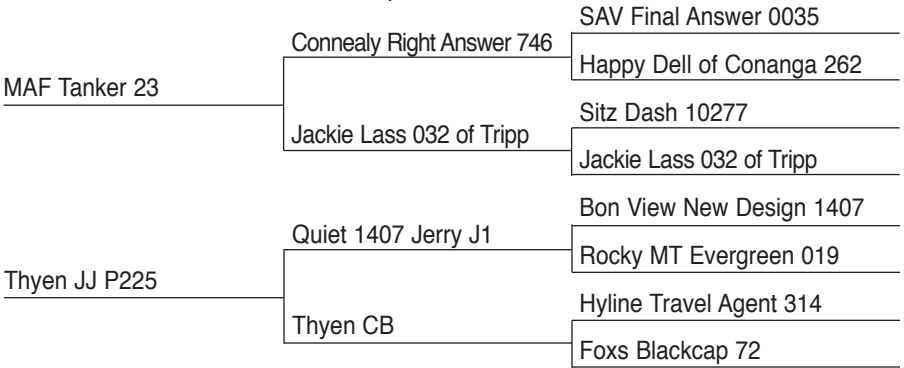 SAV Final Answer 0035
Connealy Right Answer 746
Happy Dell of Conanga 262
MAF Tanker 23
Sitz Dash 10277
Jackie Lass 032 of Tripp
Jackie Lass 032 of Tripp
Bon View New Design 1407
Quiet 1407 Jerry J1
Rocky MT Evergreen 019
Thyen JJ P225
Hyline Travel Agent 314
Thyen CB
Foxs Blackcap 72